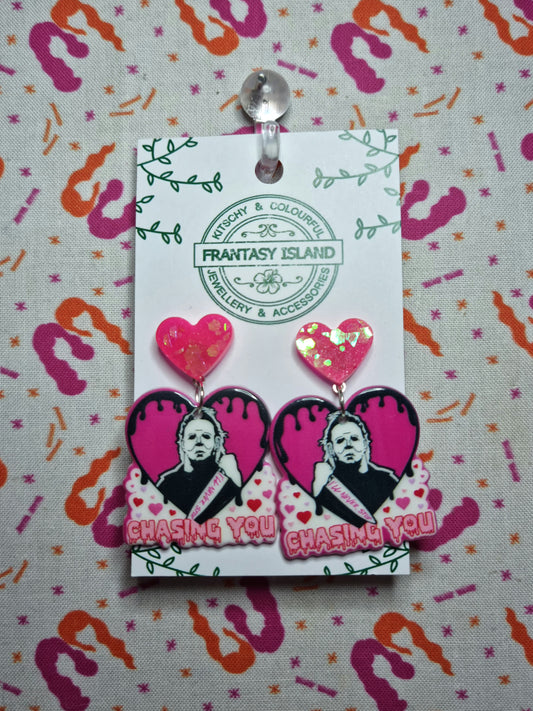 KITSCHY & COLOURFUL
FRANTASY ISLAND
JEWELLERY & ACCESSORIES
CHASING YOU
CHASING YOU